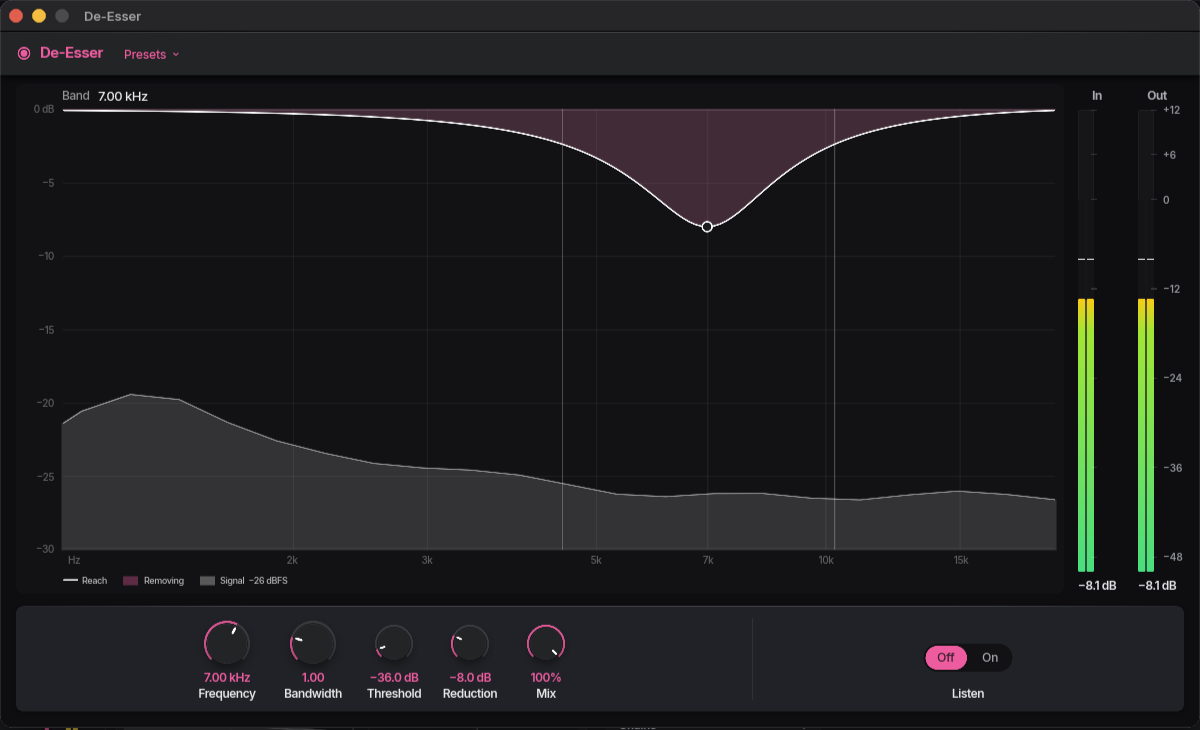 De-Esser
De-Esser Presets
Band 7.00 kHz
In Out
0 dB
−5
−10
−15
−20
−25
−30
+12
+6
0
−12
−24
−36
−48
Hz 2k 3k 5k 7k 10k 15k
Reach Removing Signal −26 dBFS
−8.1 dB −8.1 dB
7.00 kHz 1.00 −36.0 dB −8.0 dB 100%
Frequency Bandwidth Threshold Reduction Mix
Off On
Listen